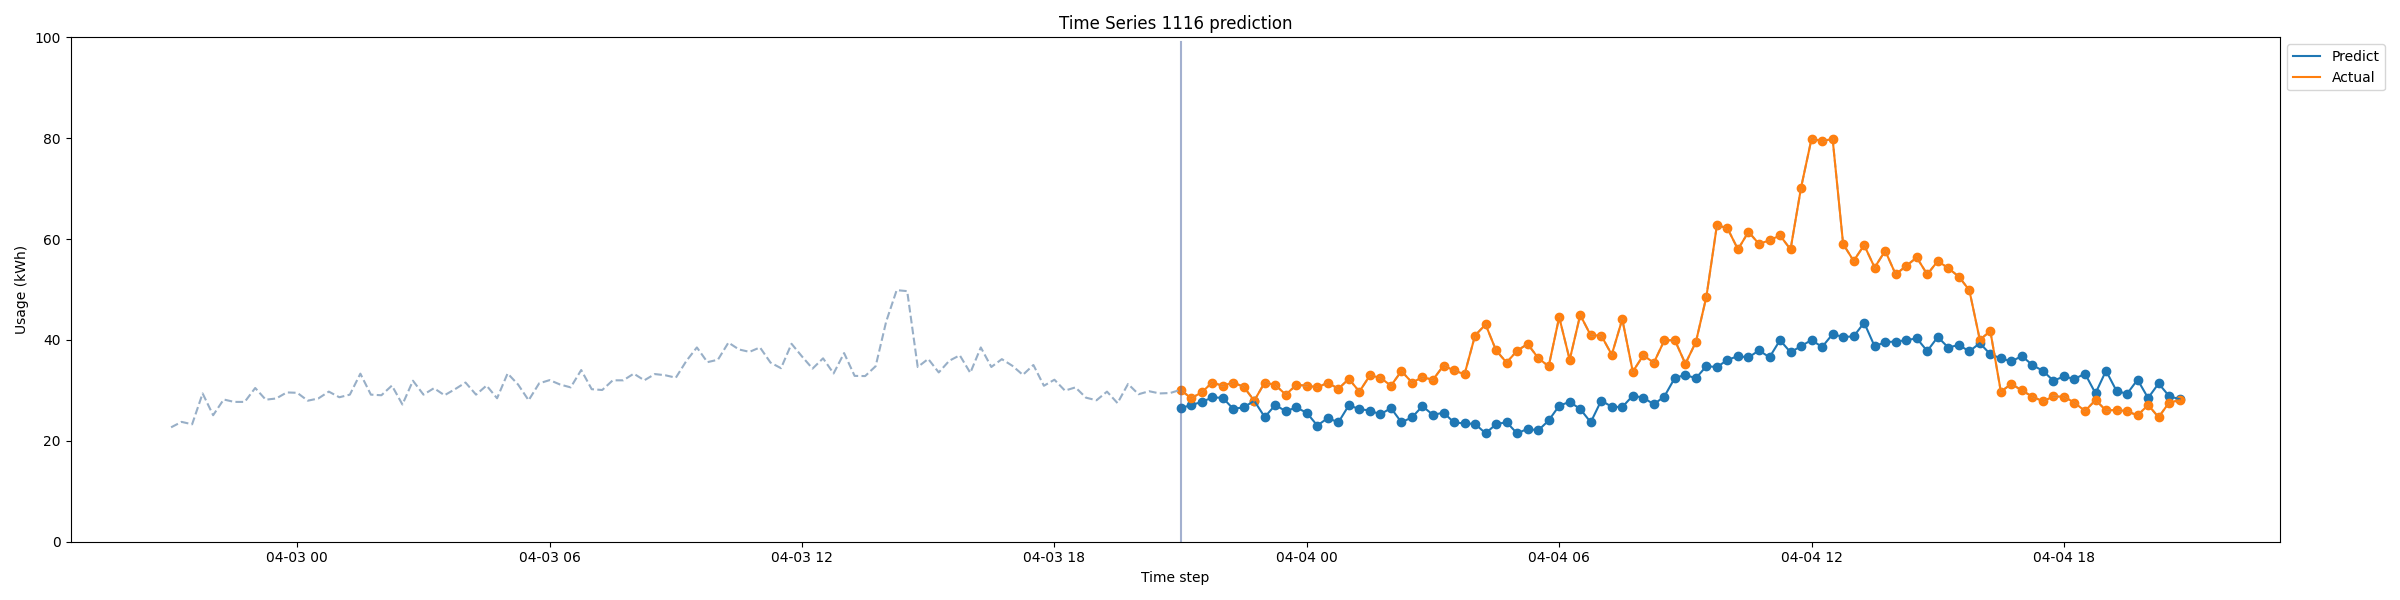 Time Series 1116 prediction
Predict
Actual
100
80
60
40
20
0
Usage (kWh)
04-03 00
04-03 06
04-03 12
04-03 18
04-04 00
04-04 06
04-04 12
04-04 18
Time step